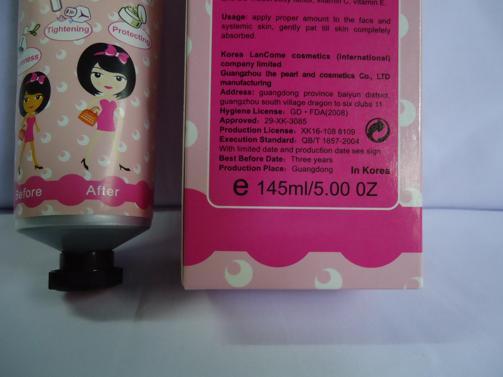 Tightening
Protecting
Before
After
vitamin C, vitamin E.
Usage: apply proper amount to the face and
systemic skin, gently pat till skin completely
absorbed.
Korea LanCome cosmetics (international)
company limited
Guangzhou the pearl and cosmetics Co., LTD
manufacturing
Address: guangdong province baiyun district,
guangzhou south village dragon to six clubs 11
Hygiene License: GD·FDA(2008)
Approved: 29-XK-3085
Production License: XK16-108 8109
Execution Standard: QB/T 1857-2004
With limited date and production date see sign
Best Before Date: Three years
Production Place: Guangdong In Korea
e 145ml/5.00 OZ